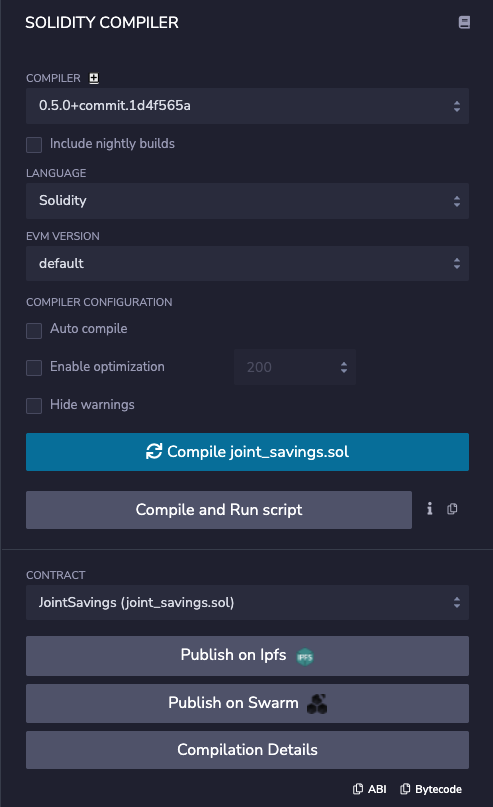 SOLIDITY COMPILER
COMPILER
0.5.0+commit.1d4f565a
Include nightly builds
LANGUAGE
Solidity
EVM VERSION
default
COMPILER CONFIGURATION
Auto compile
Enable optimization 200
Hide warnings
Compile joint_savings.sol
Compile and Run script
CONTRACT
JointSavings (joint_savings.sol)
Publish on Ipfs IPFS
Publish on Swarm
Compilation Details
ABI Bytecode